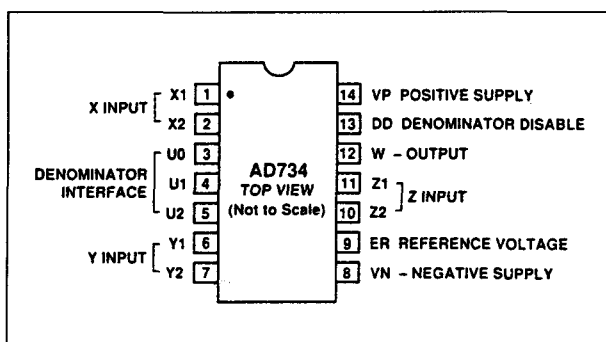 X INPUT
X1 1
X2 2
DENOMINATOR
INTERFACE
U0 3
U1 4
U2 5
Y INPUT
Y1 6
Y2 7
AD734
TOP VIEW
(Not to Scale)
14 VP POSITIVE SUPPLY
13 DD DENOMINATOR DISABLE
12 W – OUTPUT
11 Z1
10 Z2
Z INPUT
9 ER REFERENCE VOLTAGE
8 VN – NEGATIVE SUPPLY